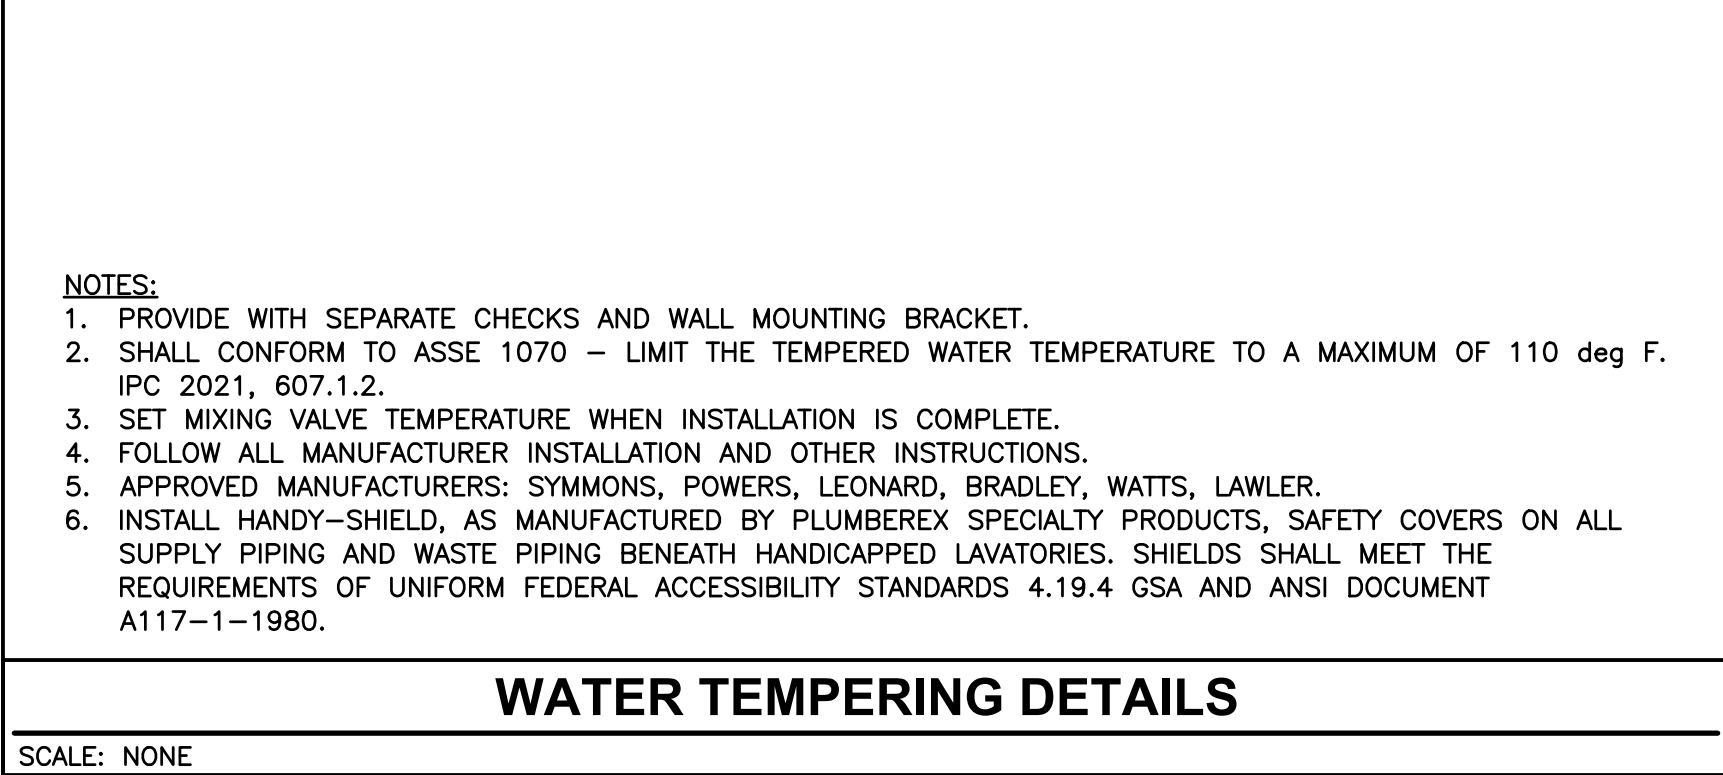 NOTES:
1. PROVIDE WITH SEPARATE CHECKS AND WALL MOUNTING BRACKET.
2. SHALL CONFORM TO ASSE 1070 – LIMIT THE TEMPERED WATER TEMPERATURE TO A MAXIMUM OF 110 deg F.
IPC 2021, 607.1.2.
3. SET MIXING VALVE TEMPERATURE WHEN INSTALLATION IS COMPLETE.
4. FOLLOW ALL MANUFACTURER INSTALLATION AND OTHER INSTRUCTIONS.
5. APPROVED MANUFACTURERS: SYMMONS, POWERS, LEONARD, BRADLEY, WATTS, LAWLER.
6. INSTALL HANDY–SHIELD, AS MANUFACTURED BY PLUMBEREX SPECIALTY PRODUCTS, SAFETY COVERS ON ALL
SUPPLY PIPING AND WASTE PIPING BENEATH HANDICAPPED LAVATORIES. SHIELDS SHALL MEET THE
REQUIREMENTS OF UNIFORM FEDERAL ACCESSIBILITY STANDARDS 4.19.4 GSA AND ANSI DOCUMENT
A117–1–1980.
WATER TEMPERING DETAILS
SCALE: NONE